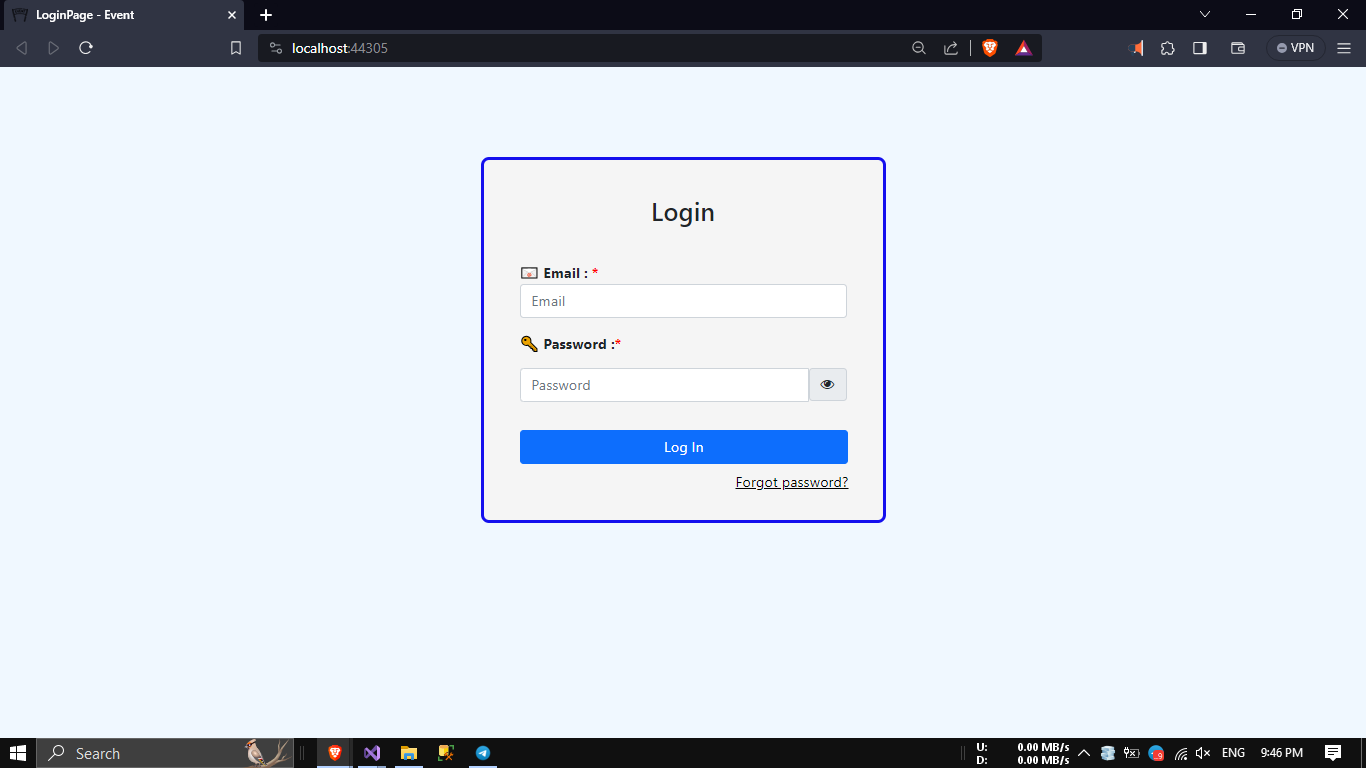 LoginPage - Event
localhost:44305
VPN
Login
Email : *
Email
Password :*
Password
Log In
Forgot password?
Search
U: 0.00 MB/s
D: 0.00 MB/s
ENG
9:46 PM